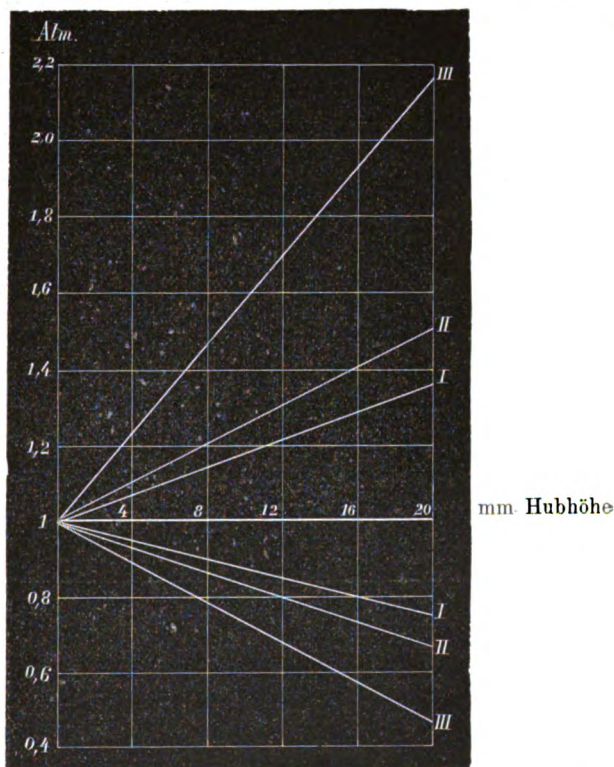 Atm.
2,2
III
2,0
1,8
1,6
II
1,4
I
1,2
1 4 8 12 16 20 mm Hubhöhe
0,8
I
II
0,6
III
0,4